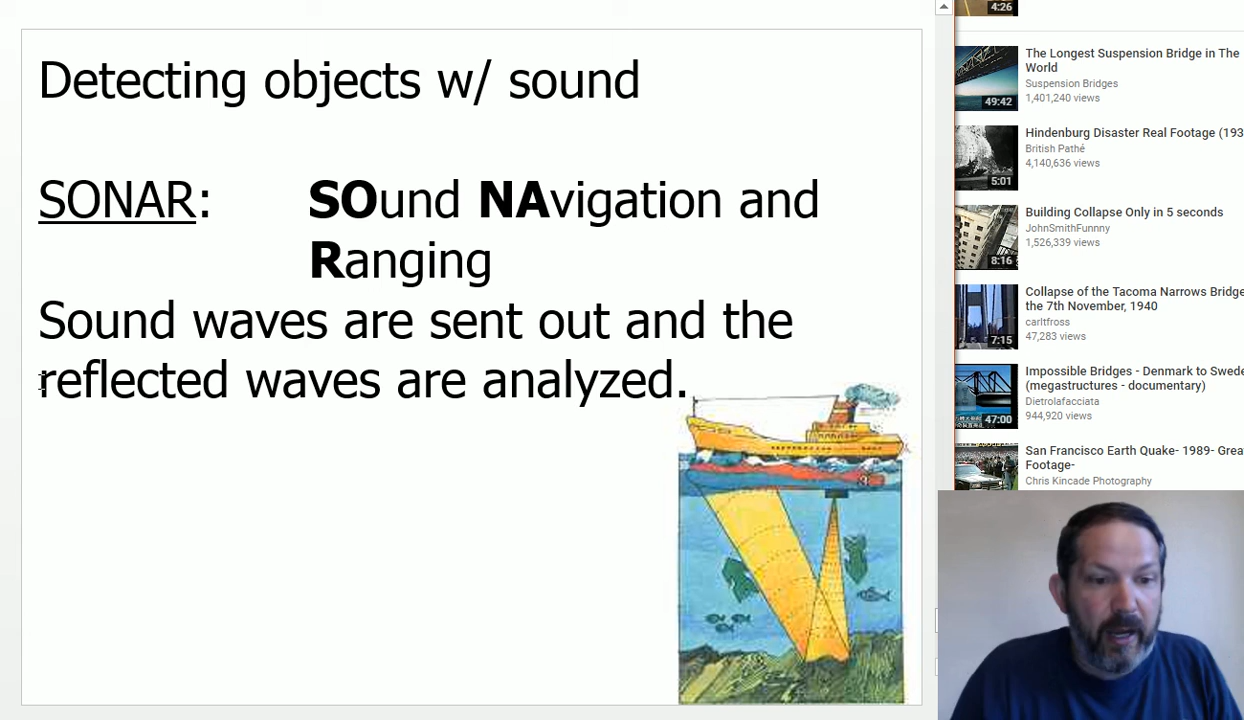 Detecting objects w/ sound
SONAR: SOund NAvigation and
Ranging
Sound waves are sent out and the
reflected waves are analyzed.
4:26
The Longest Suspension Bridge in The
World
Suspension Bridges
1,401,240 views
49:42
Hindenburg Disaster Real Footage (193
British Pathé
4,140,636 views
5:01
Building Collapse Only in 5 seconds
JohnSmithFunnny
1,526,339 views
8:16
Collapse of the Tacoma Narrows Bridge
the 7th November, 1940
carltfross
47,283 views
7:15
Impossible Bridges - Denmark to Swede
(megastructures - documentary)
Dietrolafacciata
944,920 views
47:00
San Francisco Earth Quake- 1989- Grea
Footage-
Chris Kincade Photography